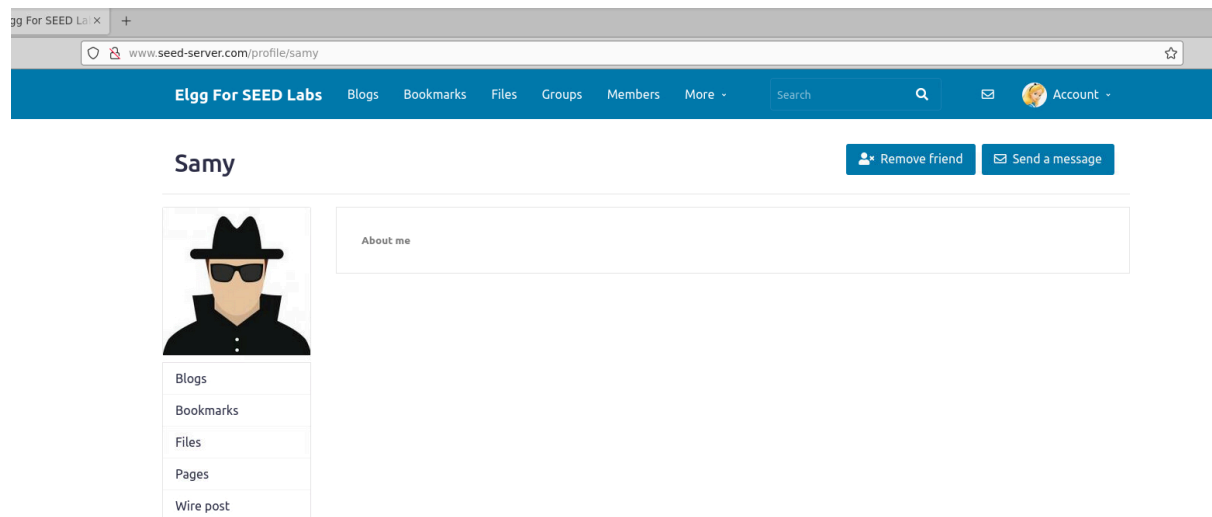 gg For SEED La × +
www.seed-server.com/profile/samy
Elgg For SEED Labs Blogs Bookmarks Files Groups Members More Search Account
Samy
Remove friend Send a message
About me
Blogs
Bookmarks
Files
Pages
Wire post